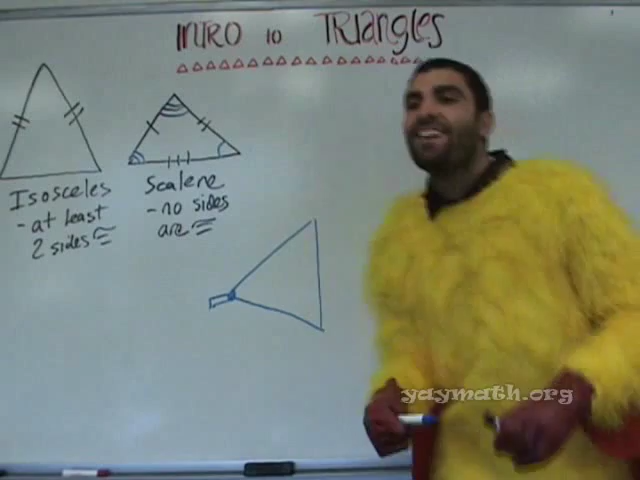 INTRO to TRIangles
Isosceles
- at least
2 sides ≅
Scalene
- no sides
are ≅
yaymath.org